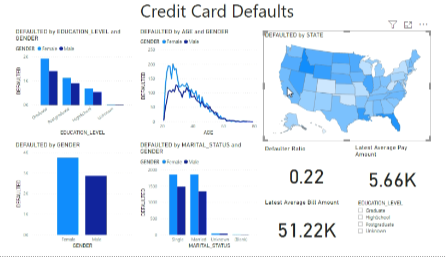 Credit Card Defaults
DEFAULTED by EDUCATION_LEVEL and
GENDER
GENDER Female Male
DEFAULTED
Graduate Postgraduate HighSchool Unknown
EDUCATION_LEVEL
DEFAULTED by AGE and GENDER
GENDER Female Male
DEFAULTED
AGE
DEFAULTED by STATE
DEFAULTED by GENDER
DEFAULTED
Female Male
GENDER
DEFAULTED by MARITAL_STATUS and
GENDER
GENDER Female Male
DEFAULTED
Single Married
MARITAL_STATUS
Defaulter Ratio
0.22
Latest Average Pay
Amount
5.66K
Latest Average Bill Amount
51.22K
EDUCATION_LEVEL
Graduate
HighSchool
Postgraduate
Unknown